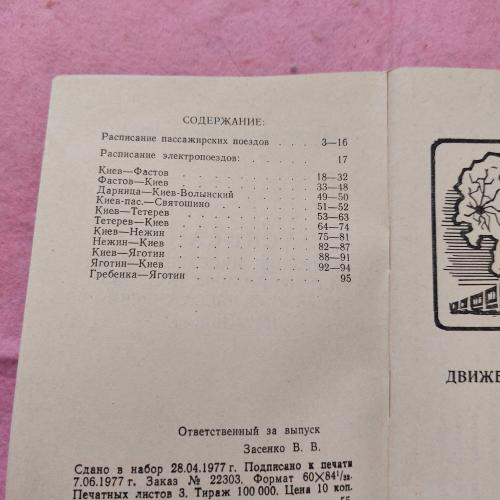 СОДЕРЖАНИЕ:
Расписание пассажирских поездов . . . . 3—16
Расписание электропоездов: . . . . 17
Киев—Фастов . . . . . . . 18—32
Фастов—Киев . . . . . . . 33—48
Дарница—Киев-Волынский . . . . 49—50
Киев-пас.—Святошино . . . . . 51—52
Киев—Тетерев . . . . . . . 53—63
Тетерев—Киев . . . . . . . 64—74
Киев—Нежин . . . . . . . 75—81
Нежин—Киев . . . . . . . 82—87
Киев—Яготин . . . . . . . 88—91
Яготин—Киев . . . . . . . 92—94
Гребенка—Яготин . . . . . . 95
Ответственный за выпуск
Засенко В. В.
Сдано в набор 28.04.1977 г. Подписано к печати
7.06.1977 г. Заказ № 22303. Формат 60×84¹/₃₂.
Печатных листов 3. Тираж 100 000. Цена 10 коп.
ДВИЖЕ